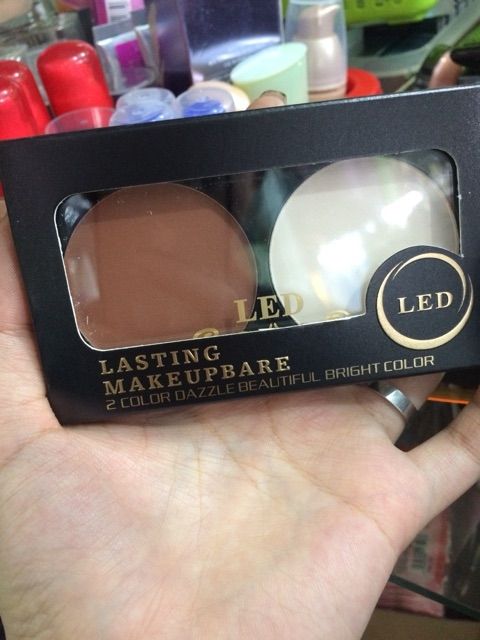 LED
LED
LASTING
MAKEUPBARE
2 COLOR DAZZLE BEAUTIFUL BRIGHT COLOR